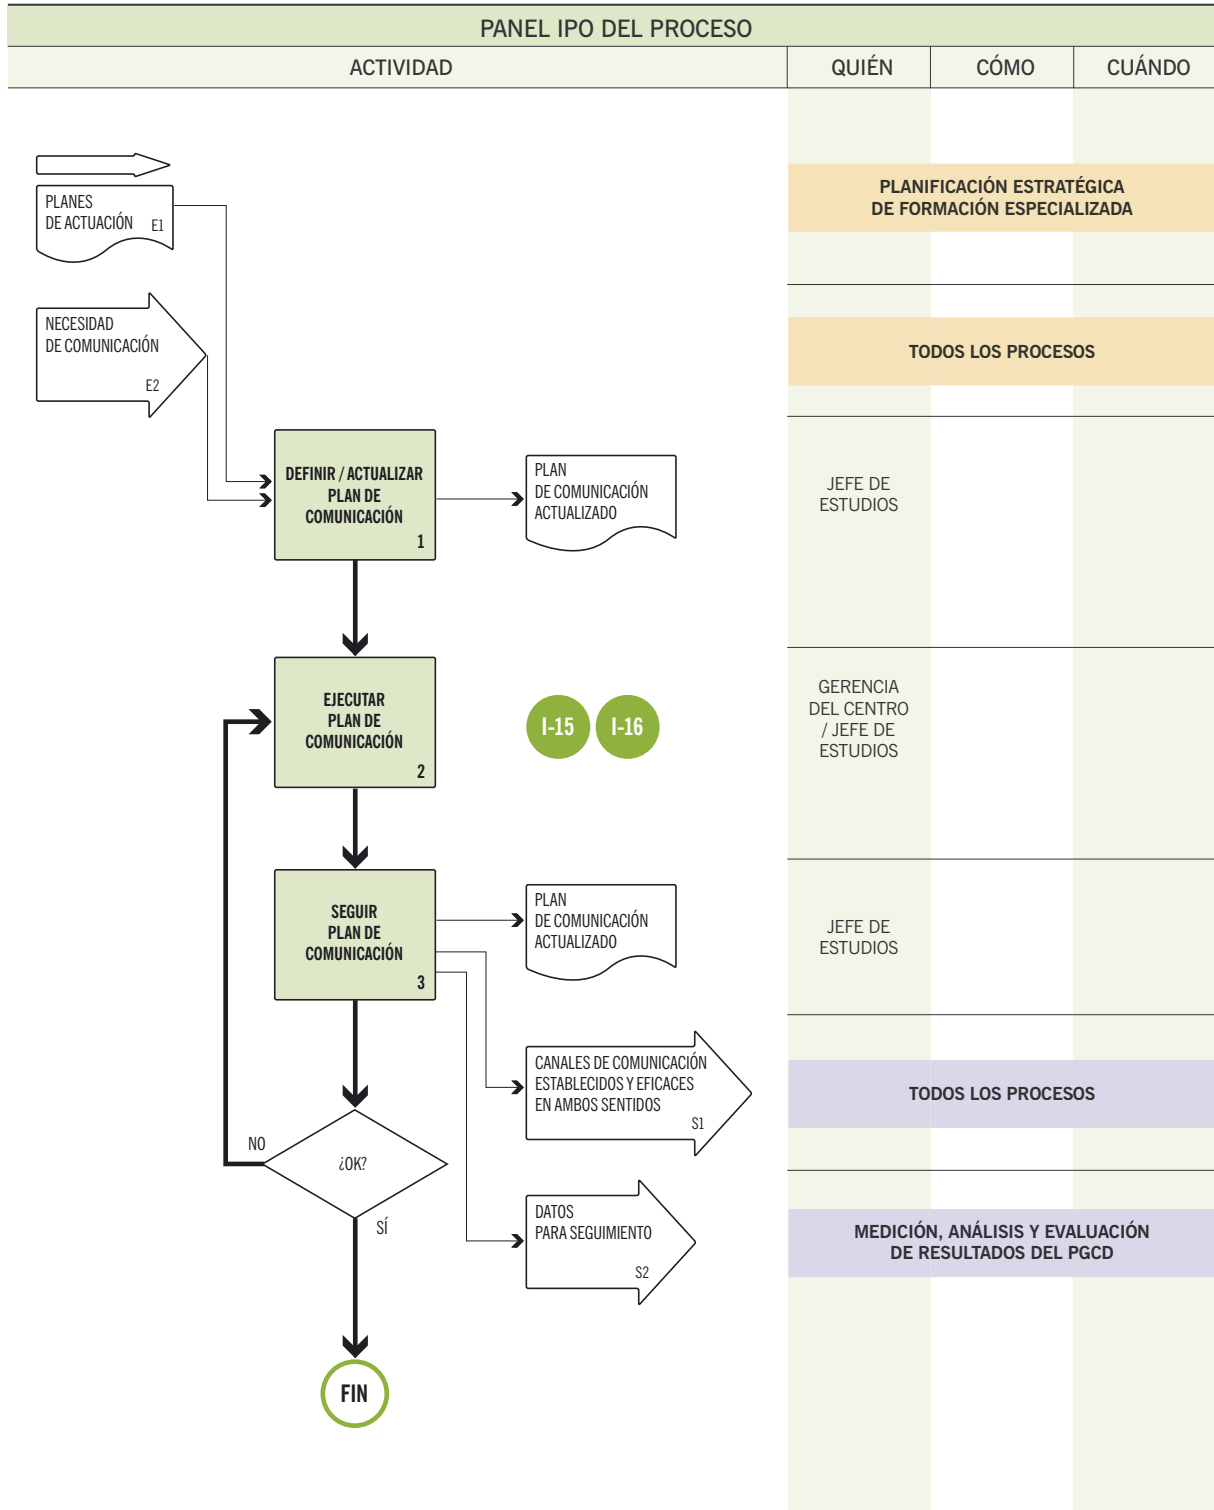 PANEL IPO DEL PROCESO
ACTIVIDAD
QUIÉN
CÓMO
CUÁNDO
PLANES
DE ACTUACIÓN
E1
PLANIFICACIÓN ESTRATÉGICA
DE FORMACIÓN ESPECIALIZADA
NECESIDAD
DE COMUNICACIÓN
E2
TODOS LOS PROCESOS
DEFINIR / ACTUALIZAR
PLAN DE
COMUNICACIÓN
1
PLAN
DE COMUNICACIÓN
ACTUALIZADO
JEFE DE
ESTUDIOS
EJECUTAR
PLAN DE
COMUNICACIÓN
2
I-15
I-16
GERENCIA
DEL CENTRO
/ JEFE DE
ESTUDIOS
SEGUIR
PLAN DE
COMUNICACIÓN
3
PLAN
DE COMUNICACIÓN
ACTUALIZADO
JEFE DE
ESTUDIOS
CANALES DE COMUNICACIÓN
ESTABLECIDOS Y EFICACES
EN AMBOS SENTIDOS
S1
TODOS LOS PROCESOS
NO
¿OK?
SÍ
DATOS
PARA SEGUIMIENTO
S2
MEDICIÓN, ANÁLISIS Y EVALUACIÓN
DE RESULTADOS DEL PGCD
FIN